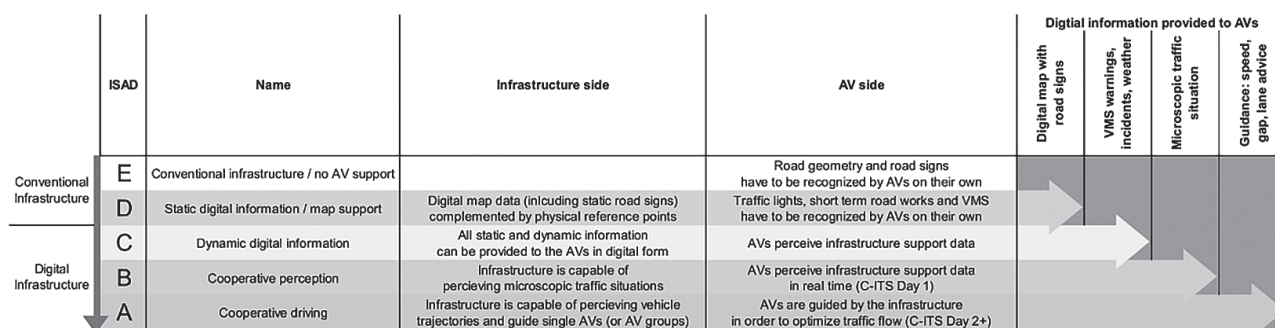 Digtial information provided to AVs
ISAD
Name
Infrastructure side
AV side
Digital map with
road signs
VMS warnings,
incidents, weather
Microscopic traffic
situation
Guidance: speed,
gap, lane advice
Conventional
Infrastructure
E
Conventional infrastructure / no AV support
Road geometry and road signs
have to be recognized by AVs on their own
D
Static digital information / map support
Digital map data (inlcuding static road signs)
complemented by physical reference points
Traffic lights, short term road works and VMS
have to be recognized by AVs on their own
Digital
Infrastructure
C
Dynamic digital information
All static and dynamic information
can be provided to the AVs in digital form
AVs perceive infrastructure support data
B
Cooperative perception
Infrastructure is capable of
percieving microscopic traffic situations
AVs perceive infrastructure support data
in real time (C-ITS Day 1)
A
Cooperative driving
Infrastructure is capable of percieving vehicle
trajectories and guide single AVs (or AV groups)
AVs are guided by the infrastructure
in order to optimize traffic flow (C-ITS Day 2+)